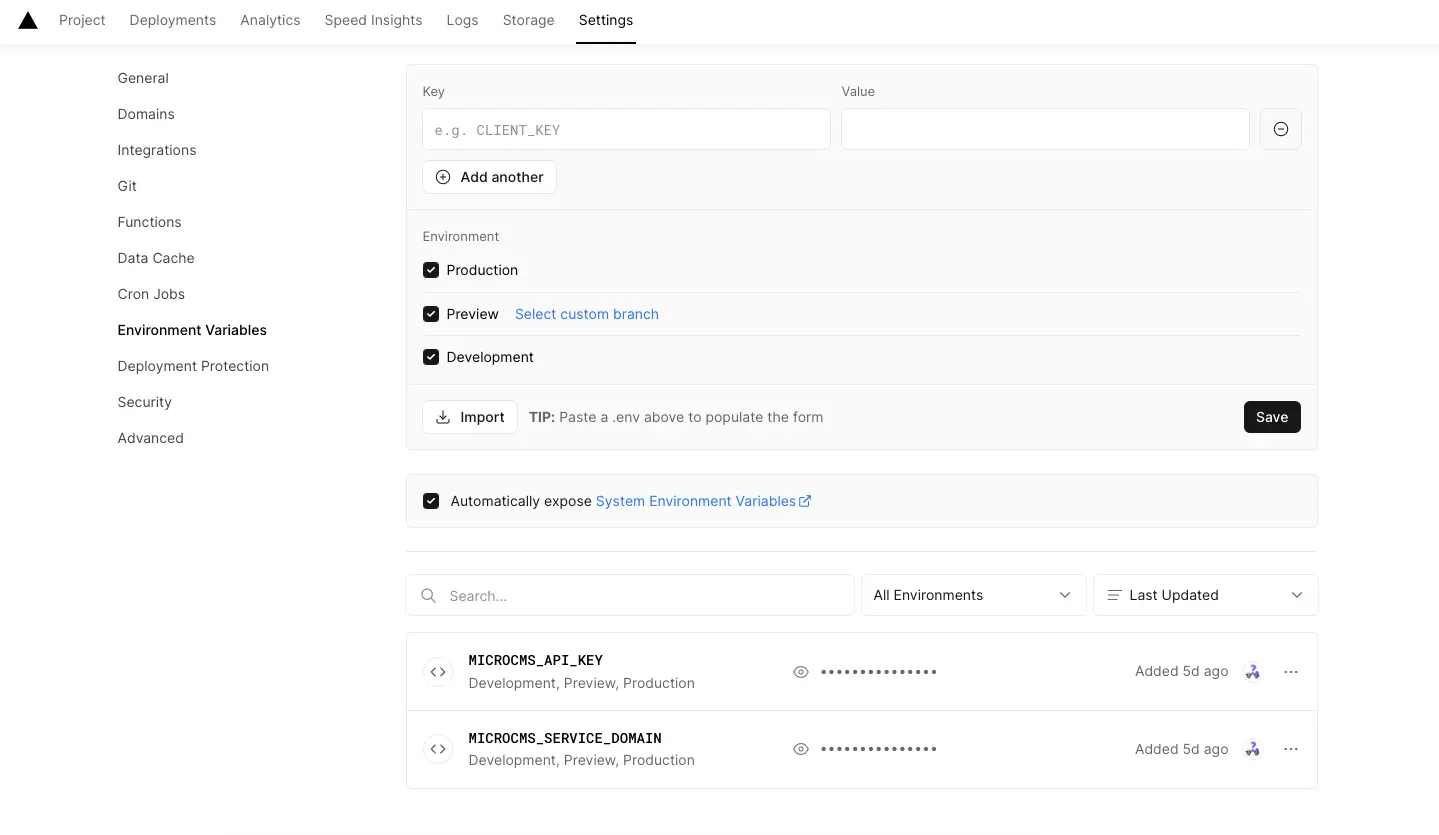 Project Deployments Analytics Speed Insights Logs Storage Settings
General
Domains
Integrations
Git
Functions
Data Cache
Cron Jobs
Environment Variables
Deployment Protection
Security
Advanced
Key Value
e.g. CLIENT_KEY
Add another
Environment
Production
Preview Select custom branch
Development
Import TIP: Paste a .env above to populate the form Save
Automatically expose System Environment Variables
Search... All Environments Last Updated
MICROCMS_API_KEY
Development, Preview, Production
••••••••••••••• Added 5d ago
MICROCMS_SERVICE_DOMAIN
Development, Preview, Production
••••••••••••••• Added 5d ago